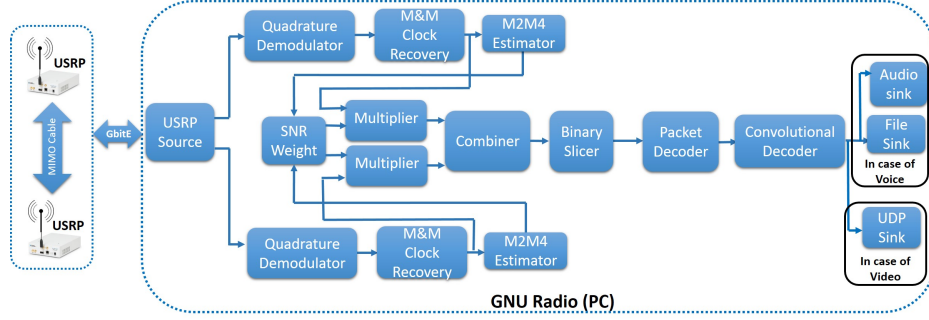 USRP
MIMO Cable
USRP
GbitE
USRP
Source
Quadrature
Demodulator
M&M
Clock
Recovery
M2M4
Estimator
SNR
Weight
Multiplier
Multiplier
Combiner
Binary
Slicer
Packet
Decoder
Convolutional
Decoder
Audio
sink
File
Sink
In case of
Voice
UDP
Sink
In case of
Video
Quadrature
Demodulator
M&M
Clock
Recovery
M2M4
Estimator
GNU Radio (PC)